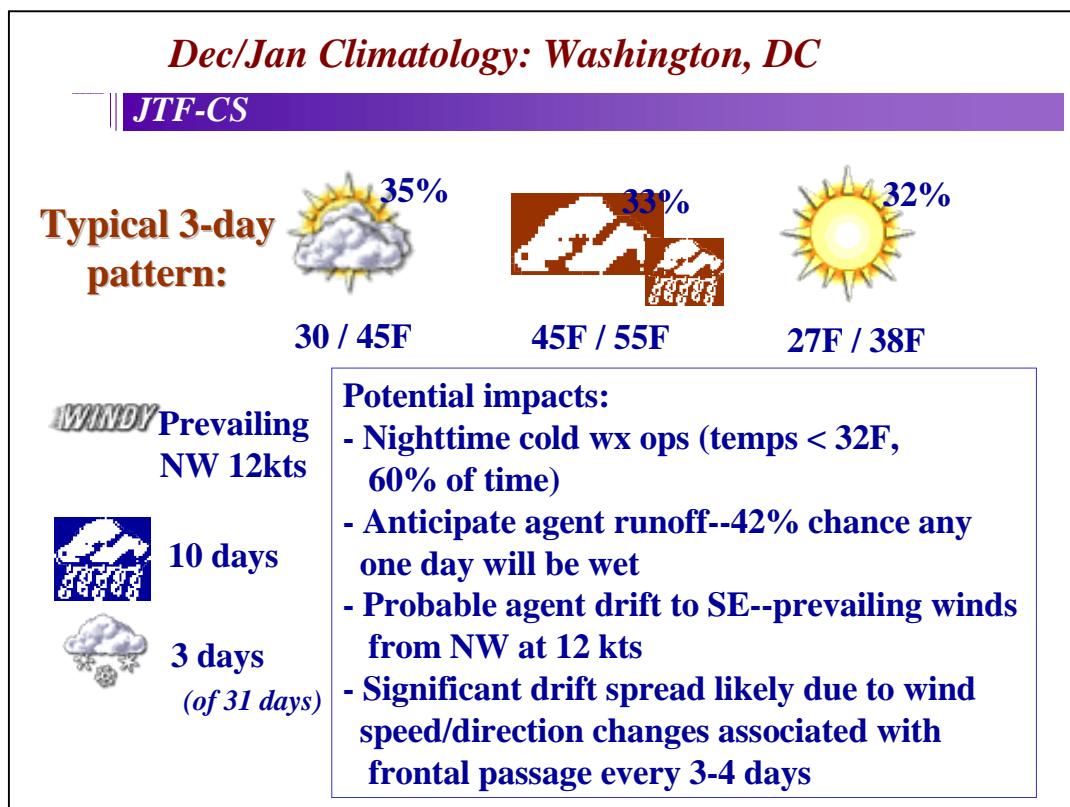 Dec/Jan Climatology: Washington, DC
JTF-CS
35%
33%
32%
Typical 3-day
pattern:
30 / 45F
45F / 55F
27F / 38F
WINDY Prevailing
NW 12kts
10 days
3 days
(of 31 days)
Potential impacts:
- Nighttime cold wx ops (temps < 32F,
60% of time)
- Anticipate agent runoff--42% chance any
one day will be wet
- Probable agent drift to SE--prevailing winds
from NW at 12 kts
- Significant drift spread likely due to wind
speed/direction changes associated with
frontal passage every 3-4 days